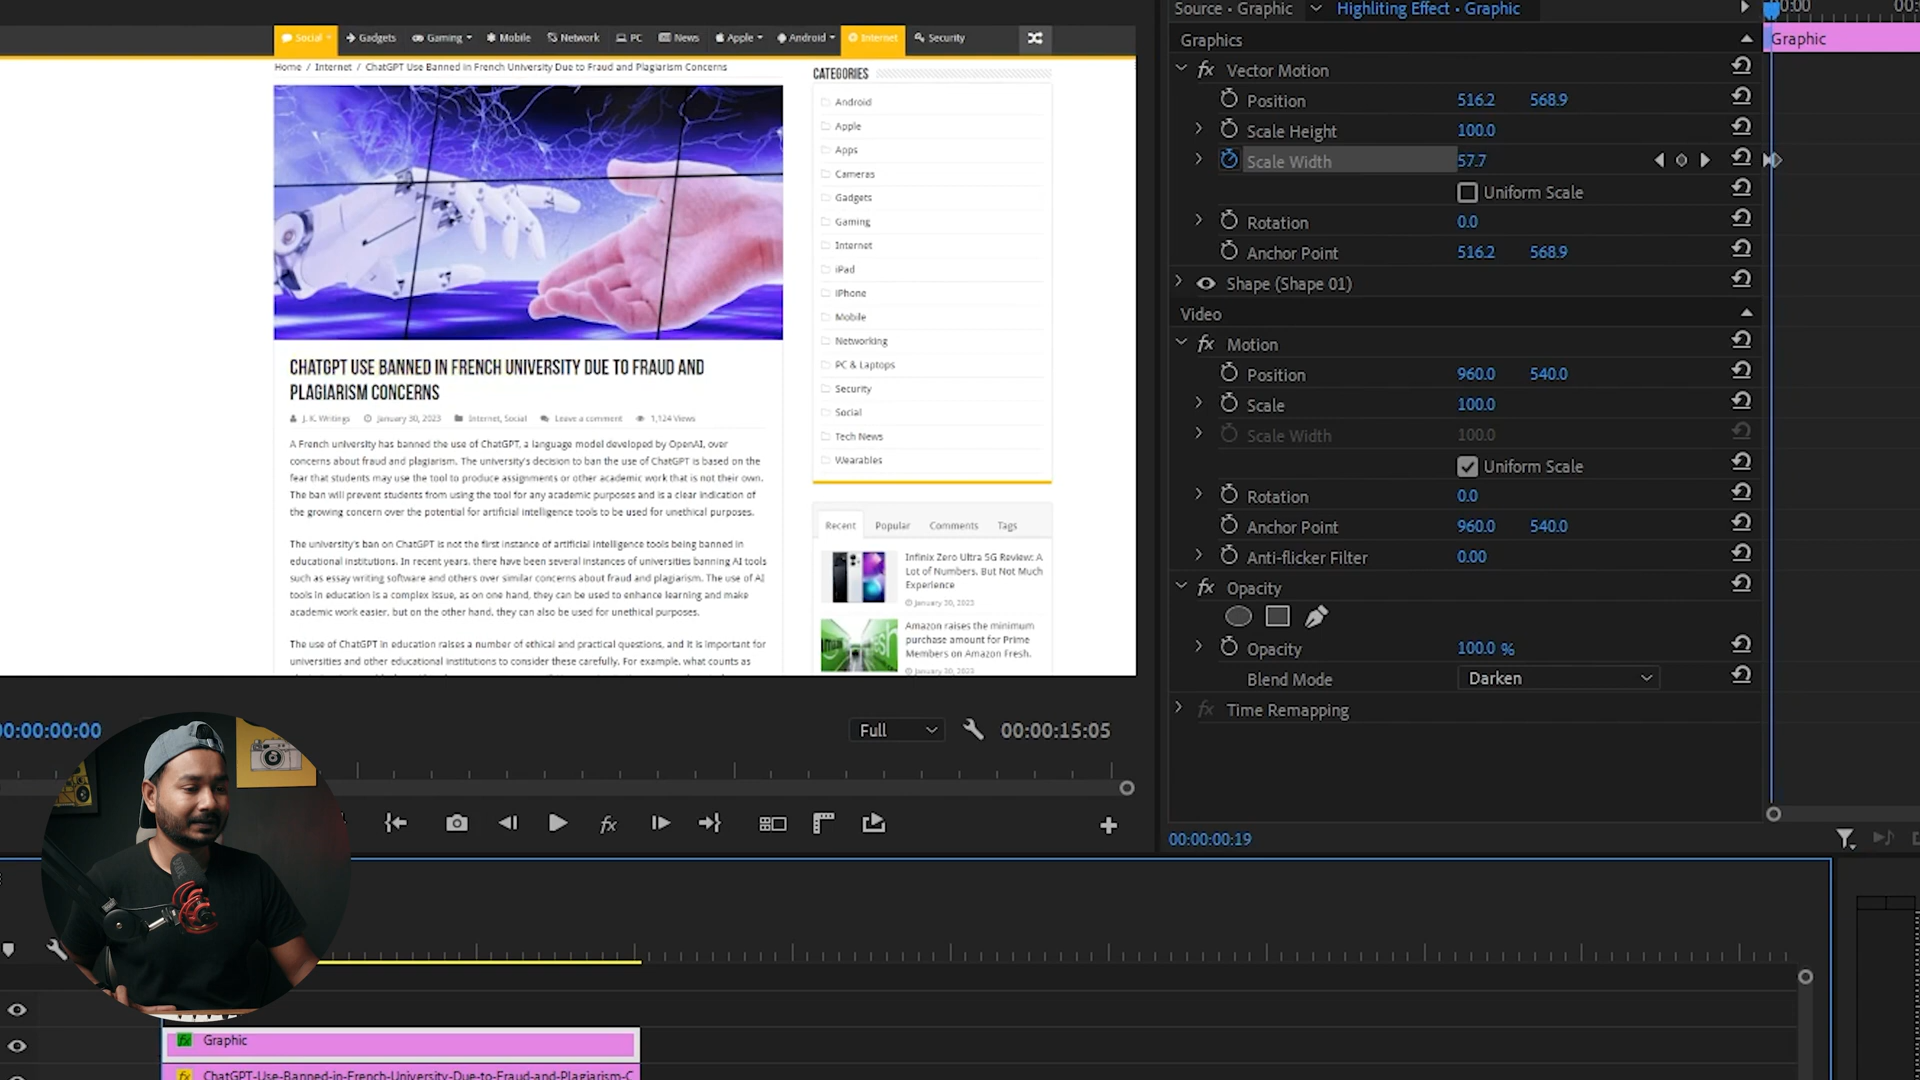 Source • Graphic
Highliting Effect • Graphic
00:00
Graphics
Graphic
Vector Motion
Position 516.2 568.9
Scale Height 100.0
Scale Width 57.7
Uniform Scale
Rotation 0.0
Anchor Point 516.2 568.9
Shape (Shape 01)
Video
Motion
Position 960.0 540.0
Scale 100.0
Scale Width 100.0
Uniform Scale
Rotation 0.0
Anchor Point 960.0 540.0
Anti-flicker Filter 0.00
Opacity
Opacity 100.0 %
Blend Mode Darken
Time Remapping
00:00:00:19
Social Gadgets Gaming Mobile Network PC News Apple Android Internet Security
Home / Internet / ChatGPT Use Banned in French University Due to Fraud and Plagiarism Concerns
CHATGPT USE BANNED IN FRENCH UNIVERSITY DUE TO FRAUD AND
PLAGIARISM CONCERNS
J. K. Writings January 30, 2023 Internet, Social Leave a comment 1,124 Views
A French university has banned the use of ChatGPT, a language model developed by OpenAI, over
concerns about fraud and plagiarism. The university's decision to ban the use of ChatGPT is based on the
fear that students may use the tool to produce assignments or other academic work that is not their own.
The ban will prevent students from using the tool for any academic purposes and is a clear indication of
the growing concern over the potential for artificial intelligence tools to be used for unethical purposes.
The university's ban on ChatGPT is not the first instance of artificial intelligence tools being banned in
educational institutions. In recent years, there have been several instances of universities banning AI tools
such as essay writing software and others over similar concerns about fraud and plagiarism. The use of AI
tools in education is a complex issue, as on one hand, they can be used to enhance learning and make
academic work easier, but on the other hand, they can also be used for unethical purposes.
The use of ChatGPT in education raises a number of ethical and practical questions, and it is important for
universities and other educational institutions to consider these carefully. For example, what counts as
CATEGORIES
Android
Apple
Apps
Cameras
Gadgets
Gaming
Internet
iPad
iPhone
Mobile
Networking
PC & Laptops
Security
Social
Tech News
Wearables
Recent Popular Comments Tags
Infinix Zero Ultra 5G Review: A
Lot of Numbers, But Not Much
Experience
January 30, 2023
Amazon raises the minimum
purchase amount for Prime
Members on Amazon Fresh.
January 30, 2023
00:00:00:00
Full
00:00:15:05
fx Graphic
fx ChatGPT-Use-Banned-in-French-University-Due-to-Fraud-and-Plagiarism-C